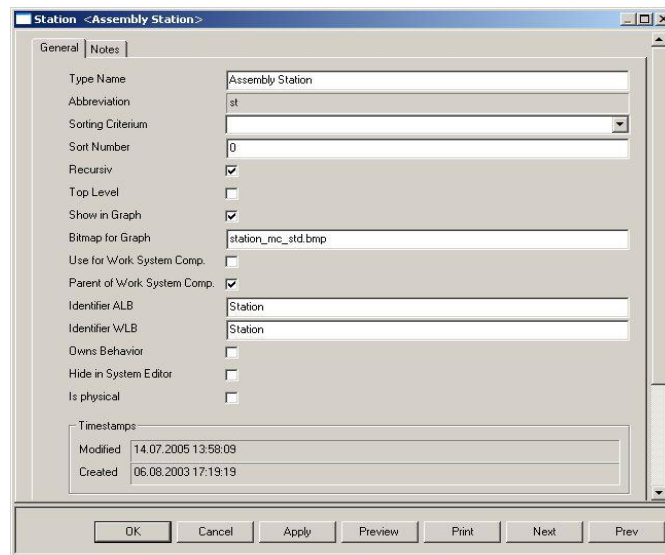 Station <Assembly Station>
General Notes
Type Name Assembly Station
Abbreviation st
Sorting Criterium
Sort Number 0
Recursiv
Top Level
Show in Graph
Bitmap for Graph station_mc_std.bmp
Use for Work System Comp.
Parent of Work System Comp.
Identifier ALB Station
Identifier WLB Station
Owns Behavior
Hide in System Editor
Is physical
Timestamps
Modified 14.07.2005 13:58:09
Created 06.08.2003 17:19:19
OK Cancel Apply Preview Print Next Prev